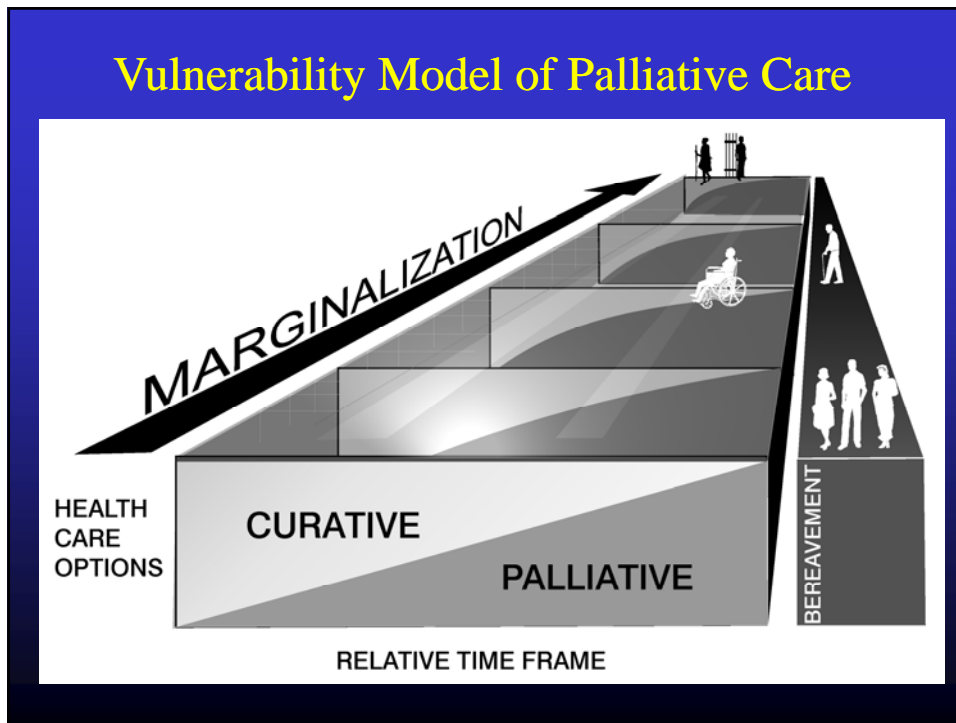 Vulnerability Model of Palliative Care
MARGINALIZATION
HEALTH
CARE
OPTIONS
CURATIVE
PALLIATIVE
BEREAVEMENT
RELATIVE TIME FRAME